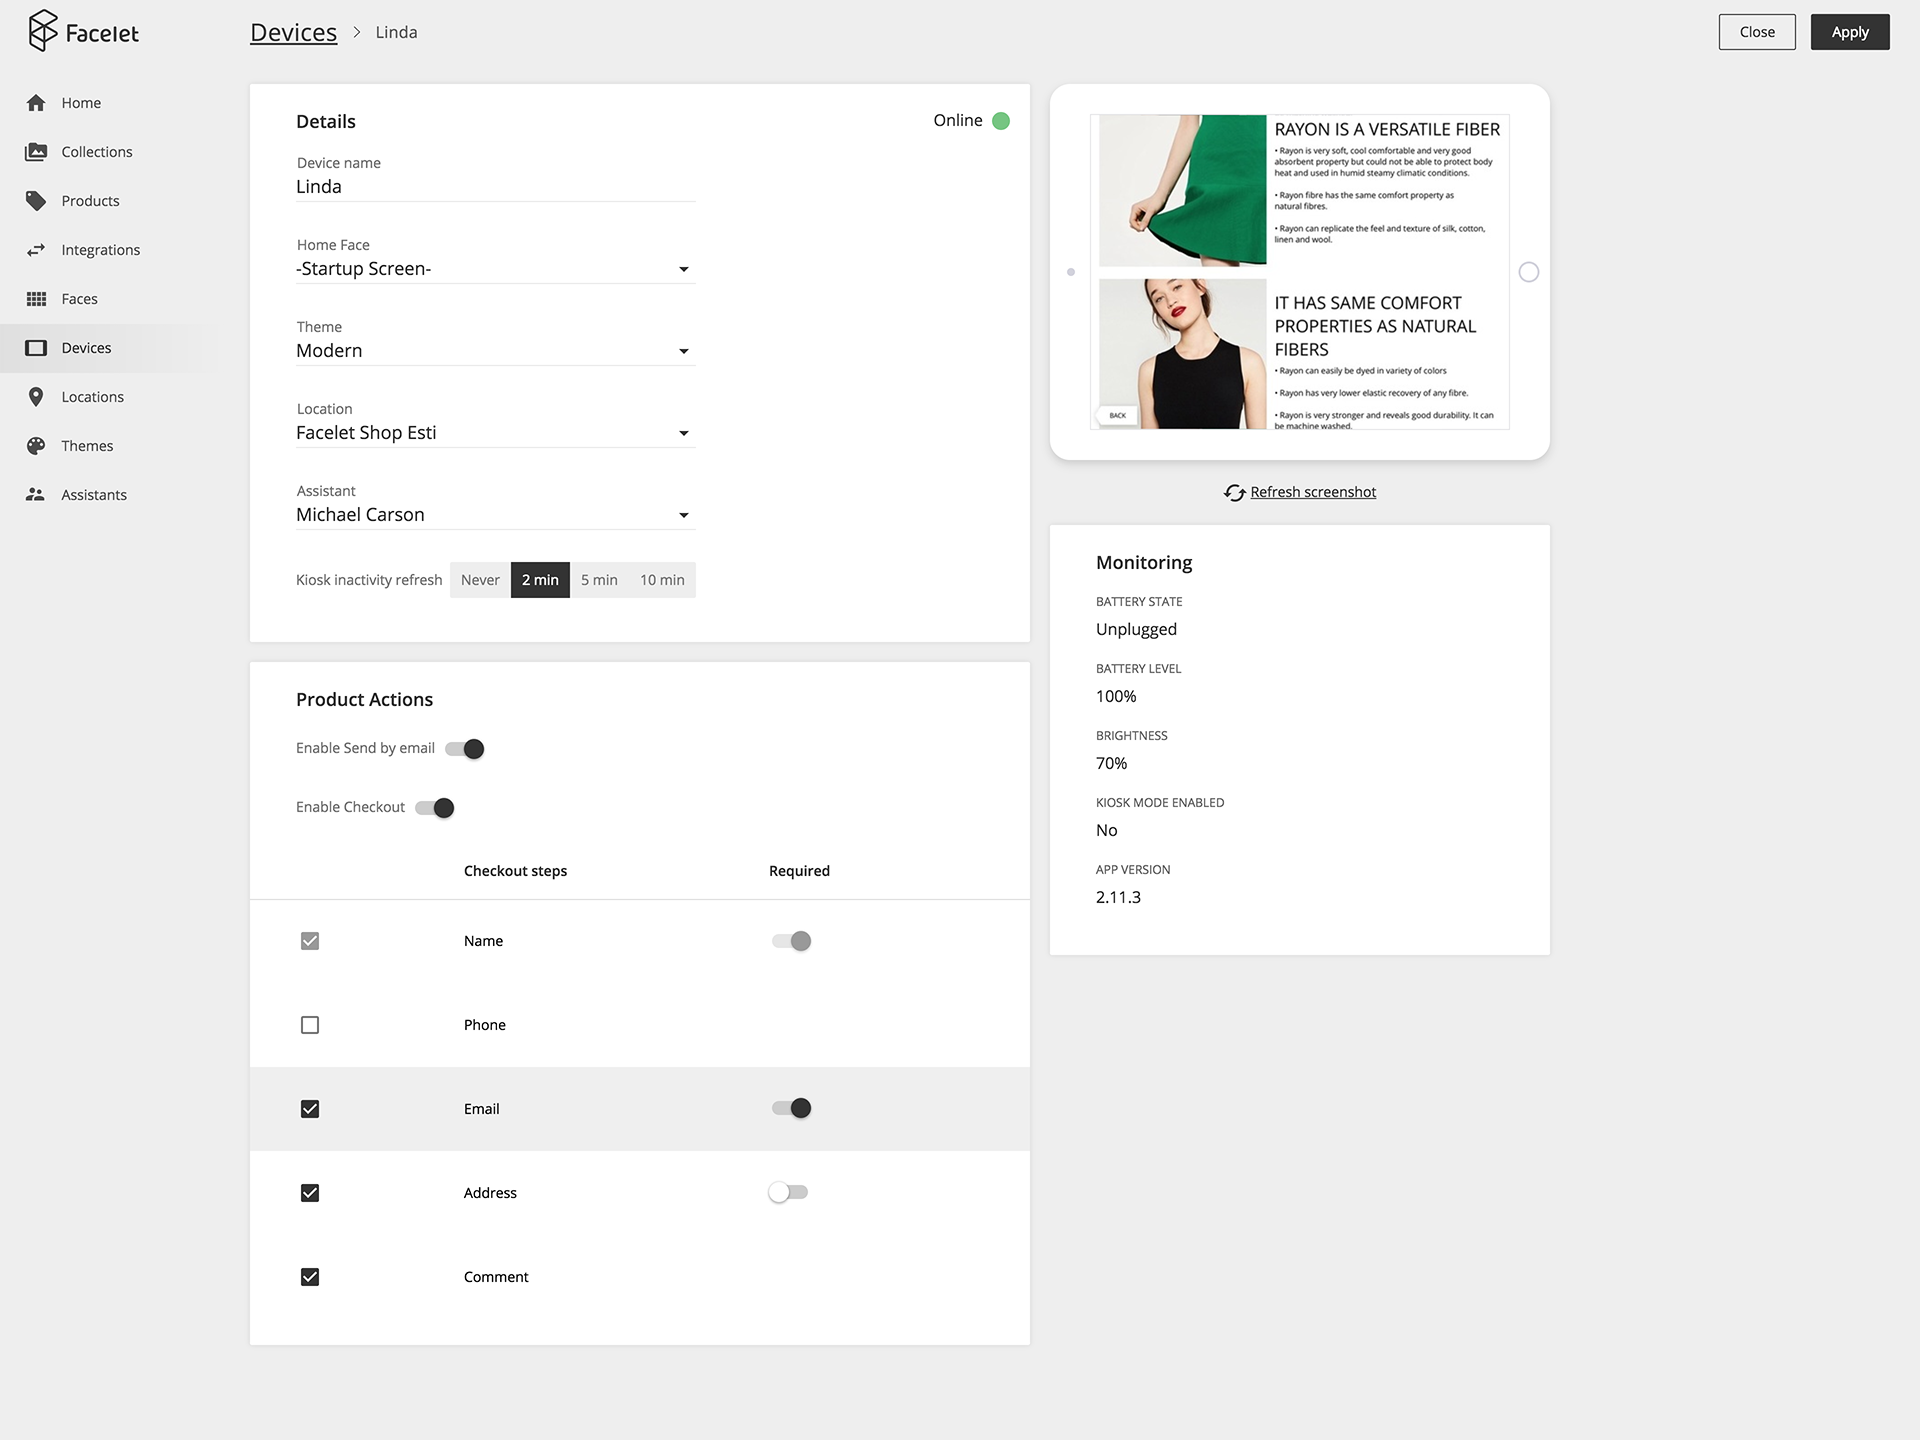 Facelet
Devices > Linda
Close
Apply
Home
Collections
Products
Integrations
Faces
Devices
Locations
Themes
Assistants
Details
Online
Device name
Linda
Home Face
-Startup Screen-
Theme
Modern
Location
Facelet Shop Esti
Assistant
Michael Carson
Kiosk inactivity refresh Never 2 min 5 min 10 min
Product Actions
Enable Send by email
Enable Checkout
Checkout steps Required
Name
Phone
Email
Address
Comment
RAYON IS A VERSATILE FIBER
• Rayon is very soft, cool comfortable and very good
absorbent property but could not be able to protect body
heat and used in humid steamy climatic conditions.
• Rayon fibre has the same comfort property as
natural fibres.
• Rayon can replicate the feel and texture of silk, cotton,
linen and wool.
IT HAS SAME COMFORT
PROPERTIES AS NATURAL
FIBERS
• Rayon can easily be dyed in variety of colors
• Rayon has very lower elastic recovery of any fibre.
• Rayon is very stronger and reveals good durability. It can
be machine washed.
BACK
Refresh screenshot
Monitoring
BATTERY STATE
Unplugged
BATTERY LEVEL
100%
BRIGHTNESS
70%
KIOSK MODE ENABLED
No
APP VERSION
2.11.3